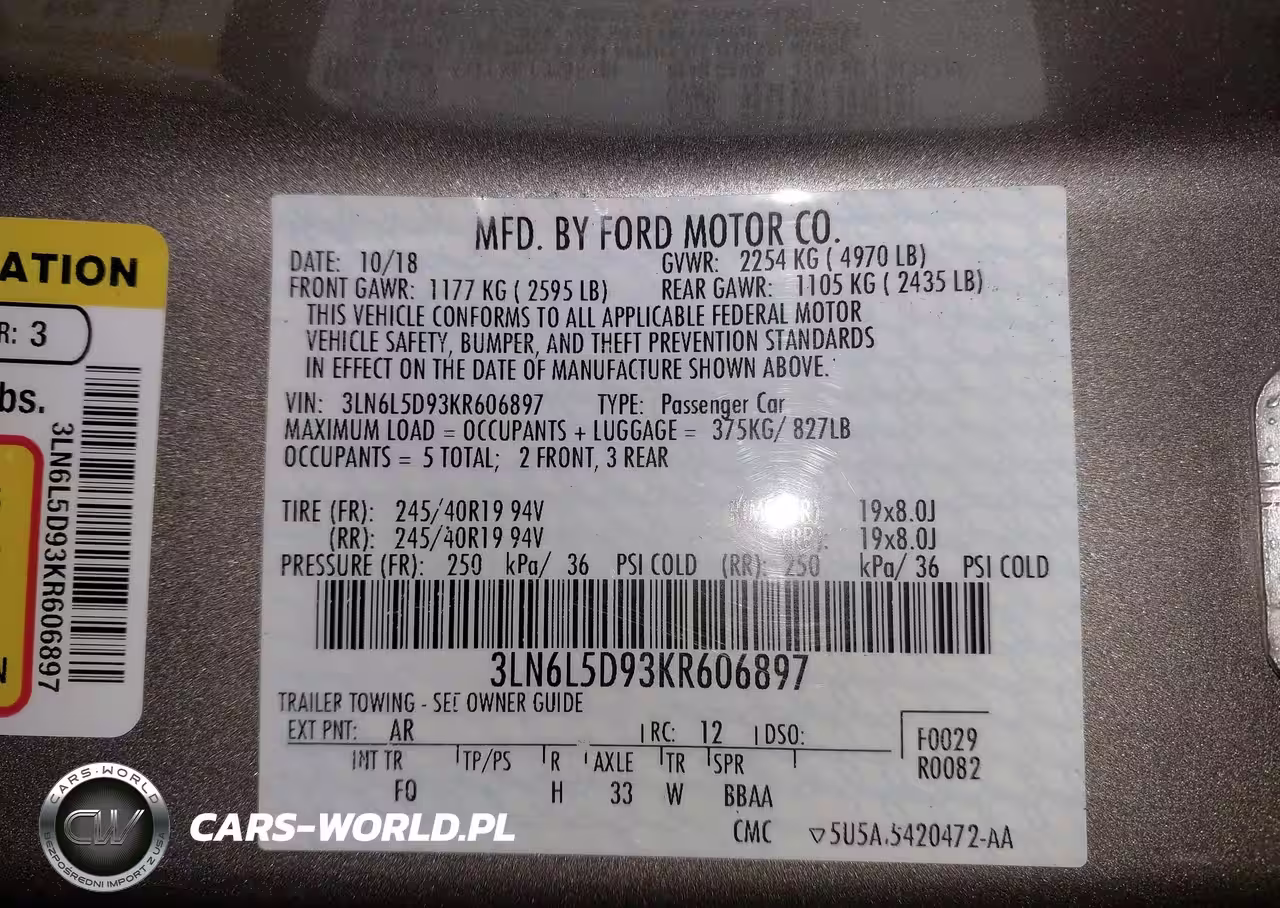 MFD. BY FORD MOTOR CO.
DATE: 10/18 GVWR: 2254 KG ( 4970 LB)
FRONT GAWR: 1177 KG ( 2595 LB) REAR GAWR: 1105 KG ( 2435 LB)
THIS VEHICLE CONFORMS TO ALL APPLICABLE FEDERAL MOTOR
VEHICLE SAFETY, BUMPER, AND THEFT PREVENTION STANDARDS
IN EFFECT ON THE DATE OF MANUFACTURE SHOWN ABOVE.
VIN: 3LN6L5D93KR606897 TYPE: Passenger Car
MAXIMUM LOAD = OCCUPANTS + LUGGAGE = 375KG/ 827LB
OCCUPANTS = 5 TOTAL; 2 FRONT, 3 REAR
TIRE (FR): 245/40R19 94V 19x8.0J
(RR): 245/40R19 94V 19x8.0J
PRESSURE (FR): 250 kPa/ 36 PSI COLD (RR): 250 kPa/ 36 PSI COLD
3LN6L5D93KR606897
TRAILER TOWING - SEE OWNER GUIDE
EXT PNT: AR RC: 12 DSO:
F0029
R0082
INT TR TP/PS R AXLE TR SPR
FO H 33 W BBAA
CMC ▽5U5A.5420472-AA
ATION
R: 3
bs.
3LN6L5D93KR606897
N
CARS-WORLD
CW
BEZPOŚREDNI IMPORT Z USA
CARS-WORLD.PL